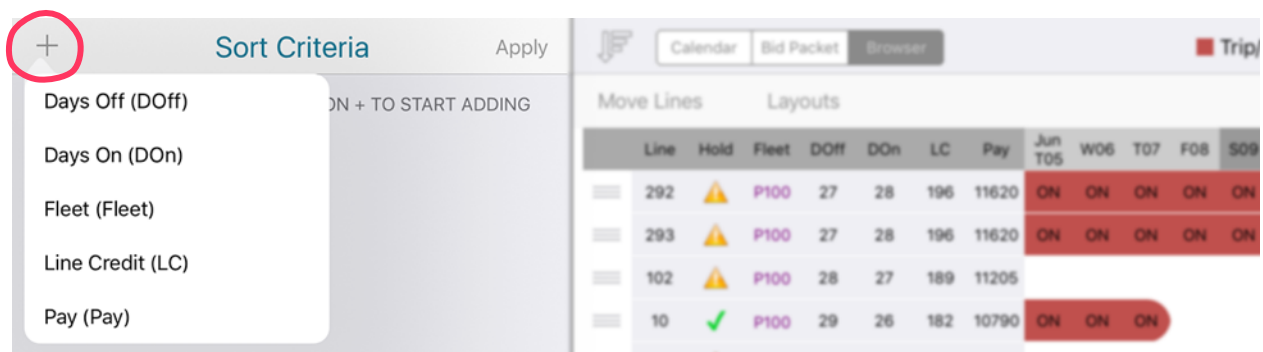 + Sort Criteria Apply
Days Off (DOff)
ON + TO START ADDING
Days On (DOn)
Fleet (Fleet)
Line Credit (LC)
Pay (Pay)
Calendar Bid Packet Browser
Trip/
Move Lines Layouts
Line Hold Fleet DOff DOn LC Pay Jun T05 W06 T07 F08 S09
292 P100 27 28 196 11620 ON ON ON ON ON
293 P100 27 28 196 11620 ON ON ON ON ON
102 P100 28 27 189 11205
10 P100 29 26 182 10790 ON ON ON